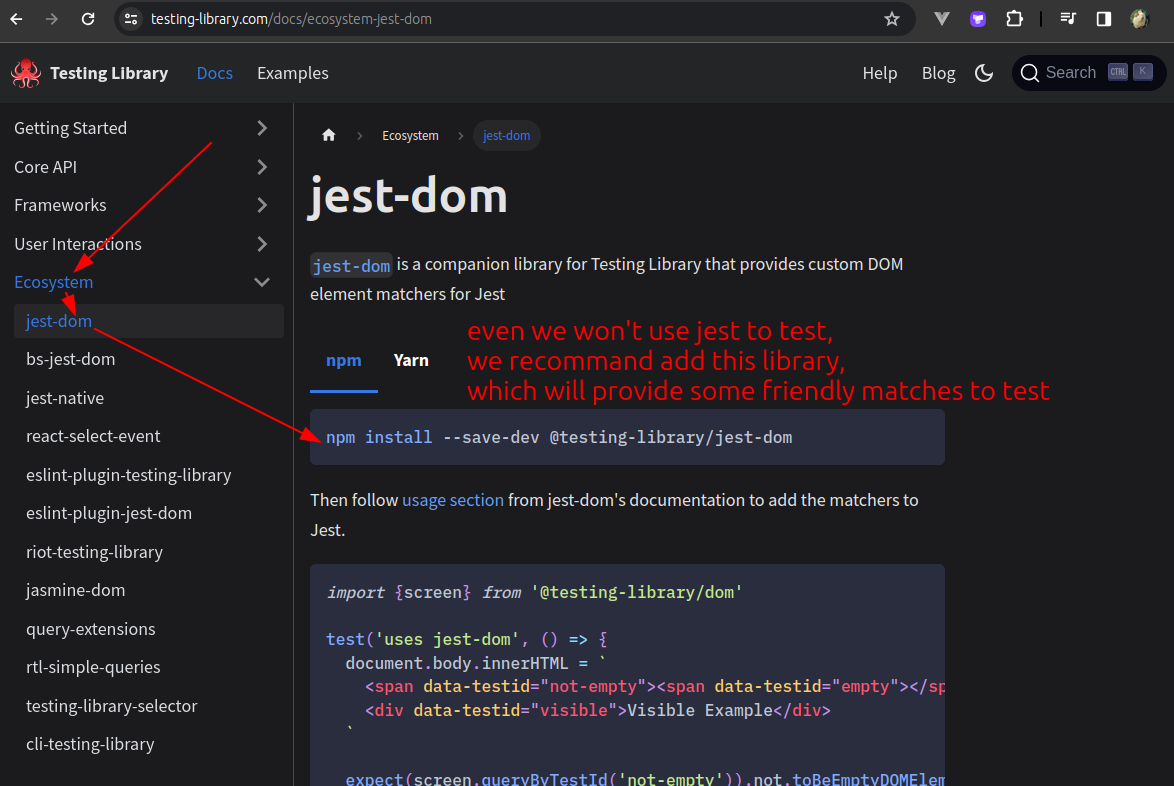 testing-library.com/docs/ecosystem-jest-dom
Testing Library Docs Examples Help Blog Search CTRL K
Getting Started
Core API
Frameworks
User Interactions
Ecosystem
jest-dom
bs-jest-dom
jest-native
react-select-event
eslint-plugin-testing-library
eslint-plugin-jest-dom
riot-testing-library
jasmine-dom
query-extensions
rtl-simple-queries
testing-library-selector
cli-testing-library
Ecosystem jest-dom
jest-dom
jest-dom is a companion library for Testing Library that provides custom DOM
element matchers for Jest
even we won't use jest to test,
we recommand add this library,
which will provide some friendly matches to test
npm Yarn
npm install --save-dev @testing-library/jest-dom
Then follow usage section from jest-dom's documentation to add the matchers to
Jest.
import {screen} from '@testing-library/dom'
test('uses jest-dom', () => {
document.body.innerHTML = `
<span data-testid="not-empty"><span data-testid="empty"></sp
<div data-testid="visible">Visible Example</div>
`
expect(screen.queryByTestId('not-empty')).not.toBeEmptyDOMElem